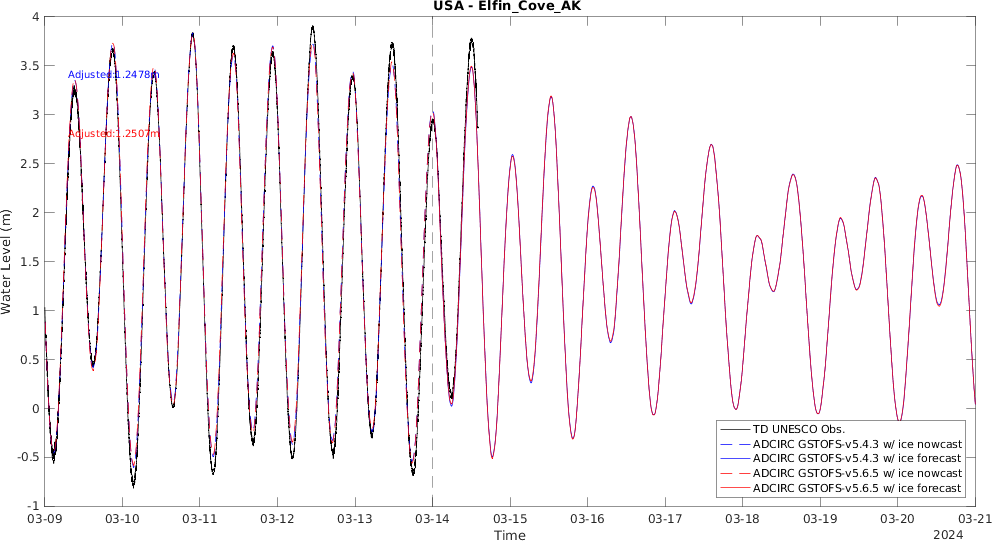 USA - Elfin_Cove_AK
Adjusted:1.2478m
Adjusted:1.2507m
Water Level (m)
4
3.5
3
2.5
2
1.5
1
0.5
0
-0.5
-1
TD UNESCO Obs.
ADCIRC GSTOFS-v5.4.3 w/ ice nowcast
ADCIRC GSTOFS-v5.4.3 w/ ice forecast
ADCIRC GSTOFS-v5.6.5 w/ ice nowcast
ADCIRC GSTOFS-v5.6.5 w/ ice forecast
03-09 03-10 03-11 03-12 03-13 03-14 03-15 03-16 03-17 03-18 03-19 03-20 03-21
Time
2024